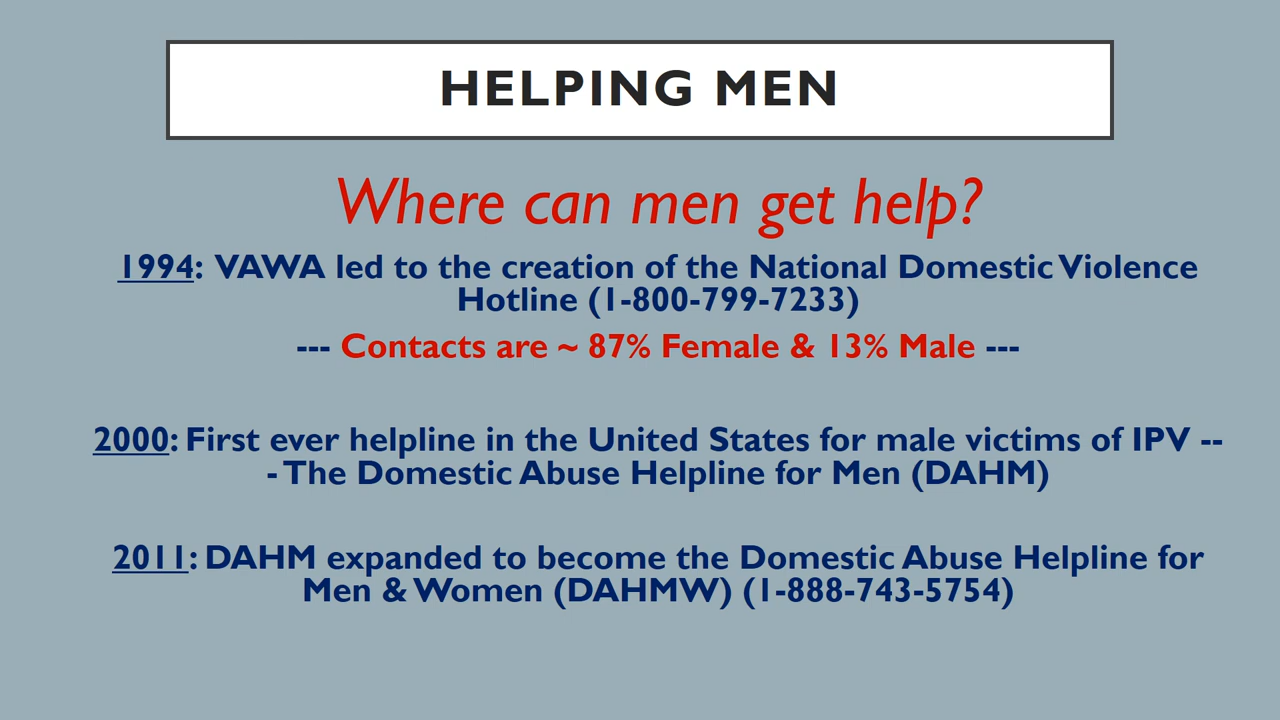 HELPING MEN
Where can men get help?
1994: VAWA led to the creation of the National Domestic Violence
Hotline (1-800-799-7233)
--- Contacts are ~ 87% Female & 13% Male ---
2000: First ever helpline in the United States for male victims of IPV --
- The Domestic Abuse Helpline for Men (DAHM)
2011: DAHM expanded to become the Domestic Abuse Helpline for
Men & Women (DAHMW) (1-888-743-5754)